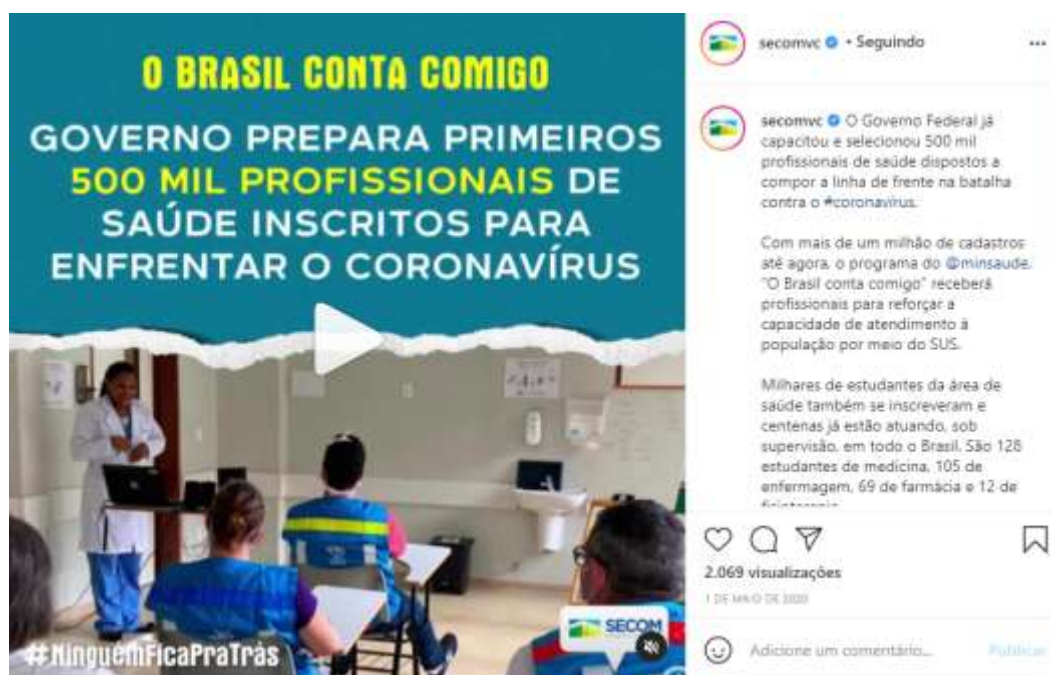 O BRASIL CONTA COMIGO
GOVERNO PREPARA PRIMEIROS
500 MIL PROFISSIONAIS DE
SAÚDE INSCRITOS PARA
ENFRENTAR O CORONAVÍRUS
#NinguémFicaPraTrás
SECOM
secomvc • Seguindo
secomvc O Governo Federal já
capacitou e selecionou 500 mil
profissionais de saúde dispostos a
compor a linha de frente na batalha
contra o #coronavírus.
Com mais de um milhão de cadastros
até agora, o programa do @minsaude,
"O Brasil conta comigo" receberá
profissionais para reforçar a
capacidade de atendimento à
população por meio do SUS.
Milhares de estudantes da área de
saúde também se inscreveram e
centenas já estão atuando, sob
supervisão, em todo o Brasil. São 128
estudantes de medicina, 105 de
enfermagem, 69 de farmácia e 12 de
2.069 visualizações
1 DE MAIO DE 2020
Adicione um comentário...
Publicar